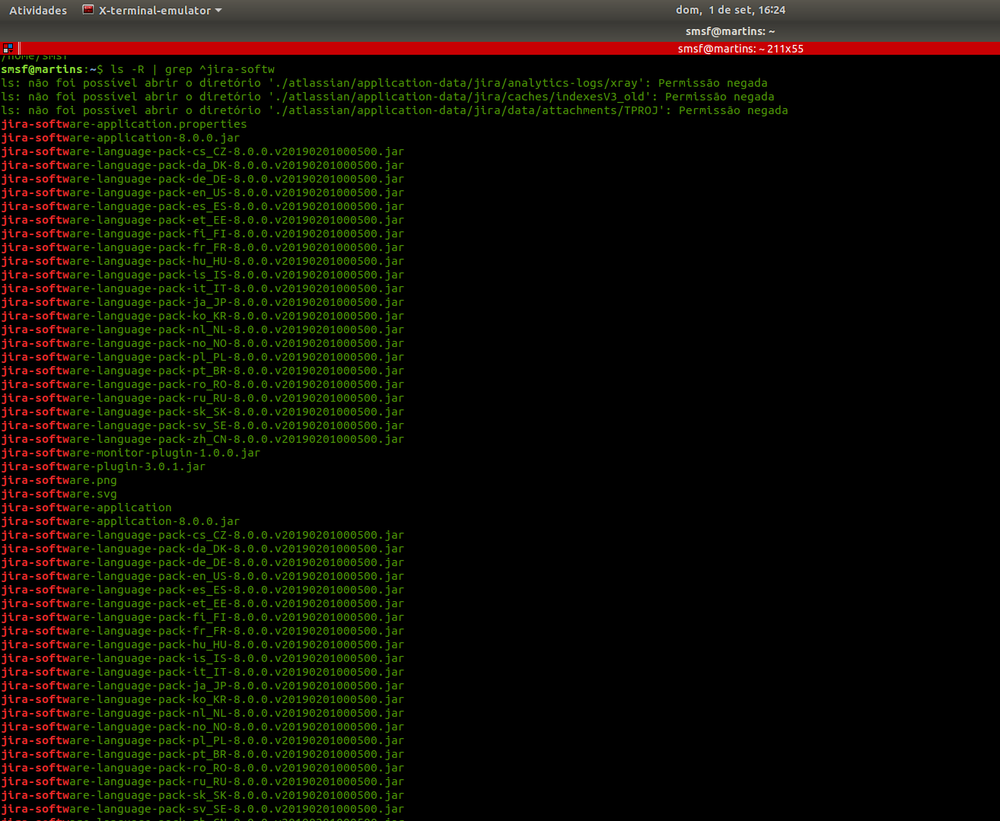 Atividades X-terminal-emulator dom, 1 de set, 16:24
smsf@martins: ~
smsf@martins: ~ 211x55
/home/smsf
smsf@martins:~$ ls -R | grep ^jira-softw
ls: não foi possível abrir o diretório './atlassian/application-data/jira/analytics-logs/xray': Permissão negada
ls: não foi possível abrir o diretório './atlassian/application-data/jira/caches/indexesV3_old': Permissão negada
ls: não foi possível abrir o diretório './atlassian/application-data/jira/data/attachments/TPROJ': Permissão negada
jira-software-application.properties
jira-software-application-8.0.0.jar
jira-software-language-pack-cs_CZ-8.0.0.v20190201000500.jar
jira-software-language-pack-da_DK-8.0.0.v20190201000500.jar
jira-software-language-pack-de_DE-8.0.0.v20190201000500.jar
jira-software-language-pack-en_US-8.0.0.v20190201000500.jar
jira-software-language-pack-es_ES-8.0.0.v20190201000500.jar
jira-software-language-pack-et_EE-8.0.0.v20190201000500.jar
jira-software-language-pack-fi_FI-8.0.0.v20190201000500.jar
jira-software-language-pack-fr_FR-8.0.0.v20190201000500.jar
jira-software-language-pack-hu_HU-8.0.0.v20190201000500.jar
jira-software-language-pack-is_IS-8.0.0.v20190201000500.jar
jira-software-language-pack-it_IT-8.0.0.v20190201000500.jar
jira-software-language-pack-ja_JP-8.0.0.v20190201000500.jar
jira-software-language-pack-ko_KR-8.0.0.v20190201000500.jar
jira-software-language-pack-nl_NL-8.0.0.v20190201000500.jar
jira-software-language-pack-no_NO-8.0.0.v20190201000500.jar
jira-software-language-pack-pl_PL-8.0.0.v20190201000500.jar
jira-software-language-pack-pt_BR-8.0.0.v20190201000500.jar
jira-software-language-pack-ro_RO-8.0.0.v20190201000500.jar
jira-software-language-pack-ru_RU-8.0.0.v20190201000500.jar
jira-software-language-pack-sk_SK-8.0.0.v20190201000500.jar
jira-software-language-pack-sv_SE-8.0.0.v20190201000500.jar
jira-software-language-pack-zh_CN-8.0.0.v20190201000500.jar
jira-software-monitor-plugin-1.0.0.jar
jira-software-plugin-3.0.1.jar
jira-software.png
jira-software.svg
jira-software-application
jira-software-application-8.0.0.jar
jira-software-language-pack-cs_CZ-8.0.0.v20190201000500.jar
jira-software-language-pack-da_DK-8.0.0.v20190201000500.jar
jira-software-language-pack-de_DE-8.0.0.v20190201000500.jar
jira-software-language-pack-en_US-8.0.0.v20190201000500.jar
jira-software-language-pack-es_ES-8.0.0.v20190201000500.jar
jira-software-language-pack-et_EE-8.0.0.v20190201000500.jar
jira-software-language-pack-fi_FI-8.0.0.v20190201000500.jar
jira-software-language-pack-fr_FR-8.0.0.v20190201000500.jar
jira-software-language-pack-hu_HU-8.0.0.v20190201000500.jar
jira-software-language-pack-is_IS-8.0.0.v20190201000500.jar
jira-software-language-pack-it_IT-8.0.0.v20190201000500.jar
jira-software-language-pack-ja_JP-8.0.0.v20190201000500.jar
jira-software-language-pack-ko_KR-8.0.0.v20190201000500.jar
jira-software-language-pack-nl_NL-8.0.0.v20190201000500.jar
jira-software-language-pack-no_NO-8.0.0.v20190201000500.jar
jira-software-language-pack-pl_PL-8.0.0.v20190201000500.jar
jira-software-language-pack-pt_BR-8.0.0.v20190201000500.jar
jira-software-language-pack-ro_RO-8.0.0.v20190201000500.jar
jira-software-language-pack-ru_RU-8.0.0.v20190201000500.jar
jira-software-language-pack-sk_SK-8.0.0.v20190201000500.jar
jira-software-language-pack-sv_SE-8.0.0.v20190201000500.jar